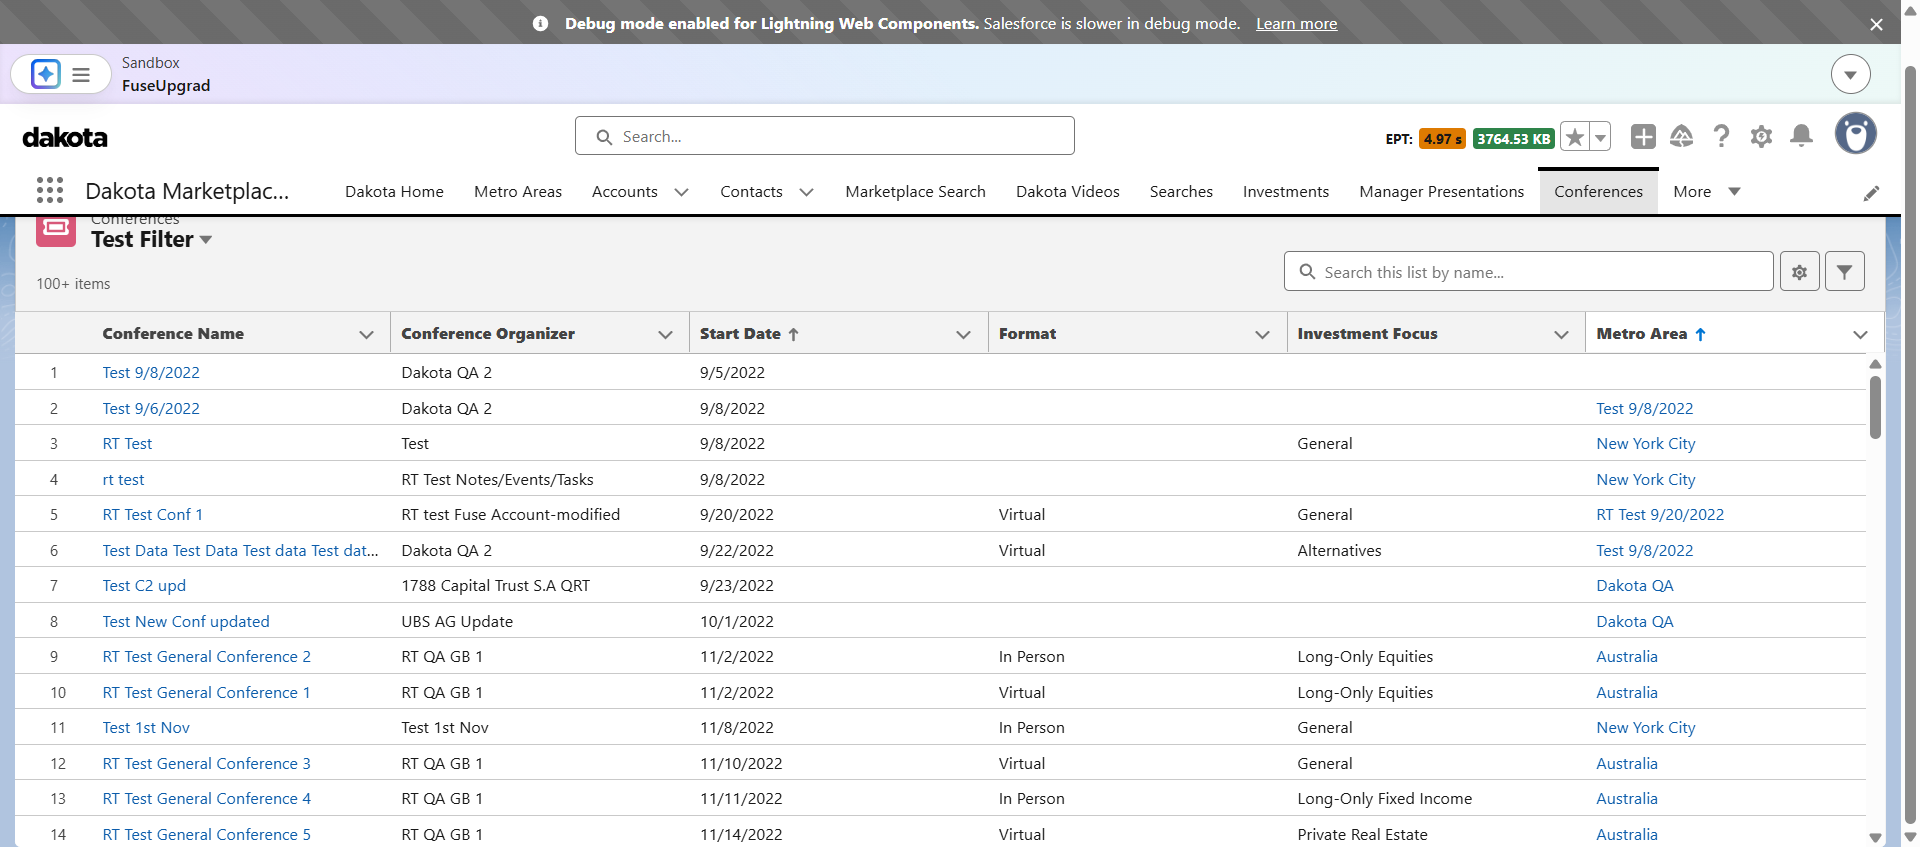 Debug mode enabled for Lightning Web Components. Salesforce is slower in debug mode. Learn more
Sandbox
FuseUpgrad
dakota
Search...
EPT: 4.97 s 3764.53 KB
Dakota Marketplac... Dakota Home Metro Areas Accounts Contacts Marketplace Search Dakota Videos Searches Investments Manager Presentations Conferences More
Conferences
Test Filter
100+ items
Search this list by name...
Conference Name Conference Organizer Start Date Format Investment Focus Metro Area
1 Test 9/8/2022 Dakota QA 2 9/5/2022
2 Test 9/6/2022 Dakota QA 2 9/8/2022 Test 9/8/2022
3 RT Test Test 9/8/2022 General New York City
4 rt test RT Test Notes/Events/Tasks 9/8/2022 New York City
5 RT Test Conf 1 RT test Fuse Account-modified 9/20/2022 Virtual General RT Test 9/20/2022
6 Test Data Test Data Test data Test dat... Dakota QA 2 9/22/2022 Virtual Alternatives Test 9/8/2022
7 Test C2 upd 1788 Capital Trust S.A QRT 9/23/2022 Dakota QA
8 Test New Conf updated UBS AG Update 10/1/2022 Dakota QA
9 RT Test General Conference 2 RT QA GB 1 11/2/2022 In Person Long-Only Equities Australia
10 RT Test General Conference 1 RT QA GB 1 11/2/2022 Virtual Long-Only Equities Australia
11 Test 1st Nov Test 1st Nov 11/8/2022 In Person General New York City
12 RT Test General Conference 3 RT QA GB 1 11/10/2022 Virtual General Australia
13 RT Test General Conference 4 RT QA GB 1 11/11/2022 In Person Long-Only Fixed Income Australia
14 RT Test General Conference 5 RT QA GB 1 11/14/2022 Virtual Private Real Estate Australia